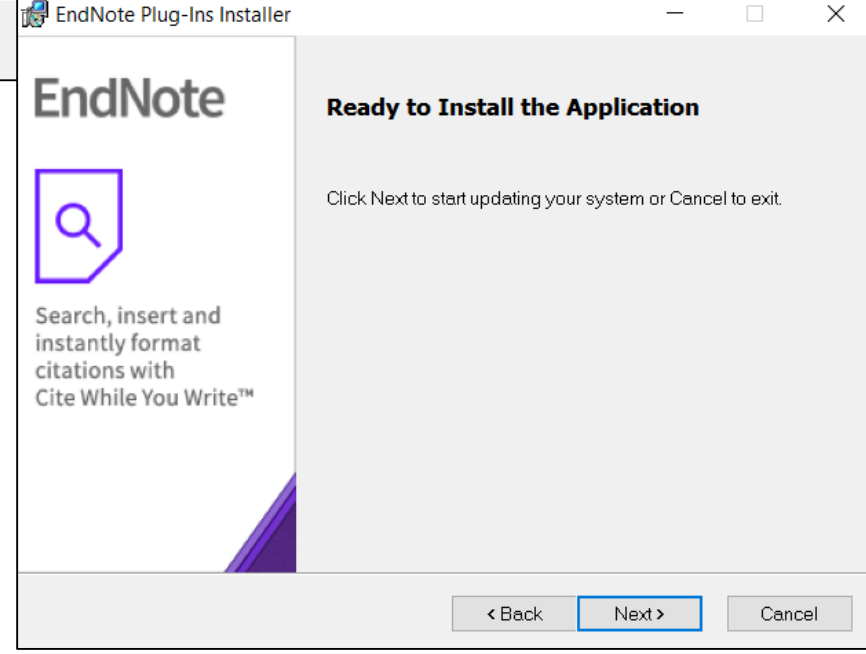 EndNote Plug-Ins Installer
EndNote
Ready to Install the Application
Click Next to start updating your system or Cancel to exit.
Search, insert and
instantly format
citations with
Cite While You Write™
< Back
Next >
Cancel